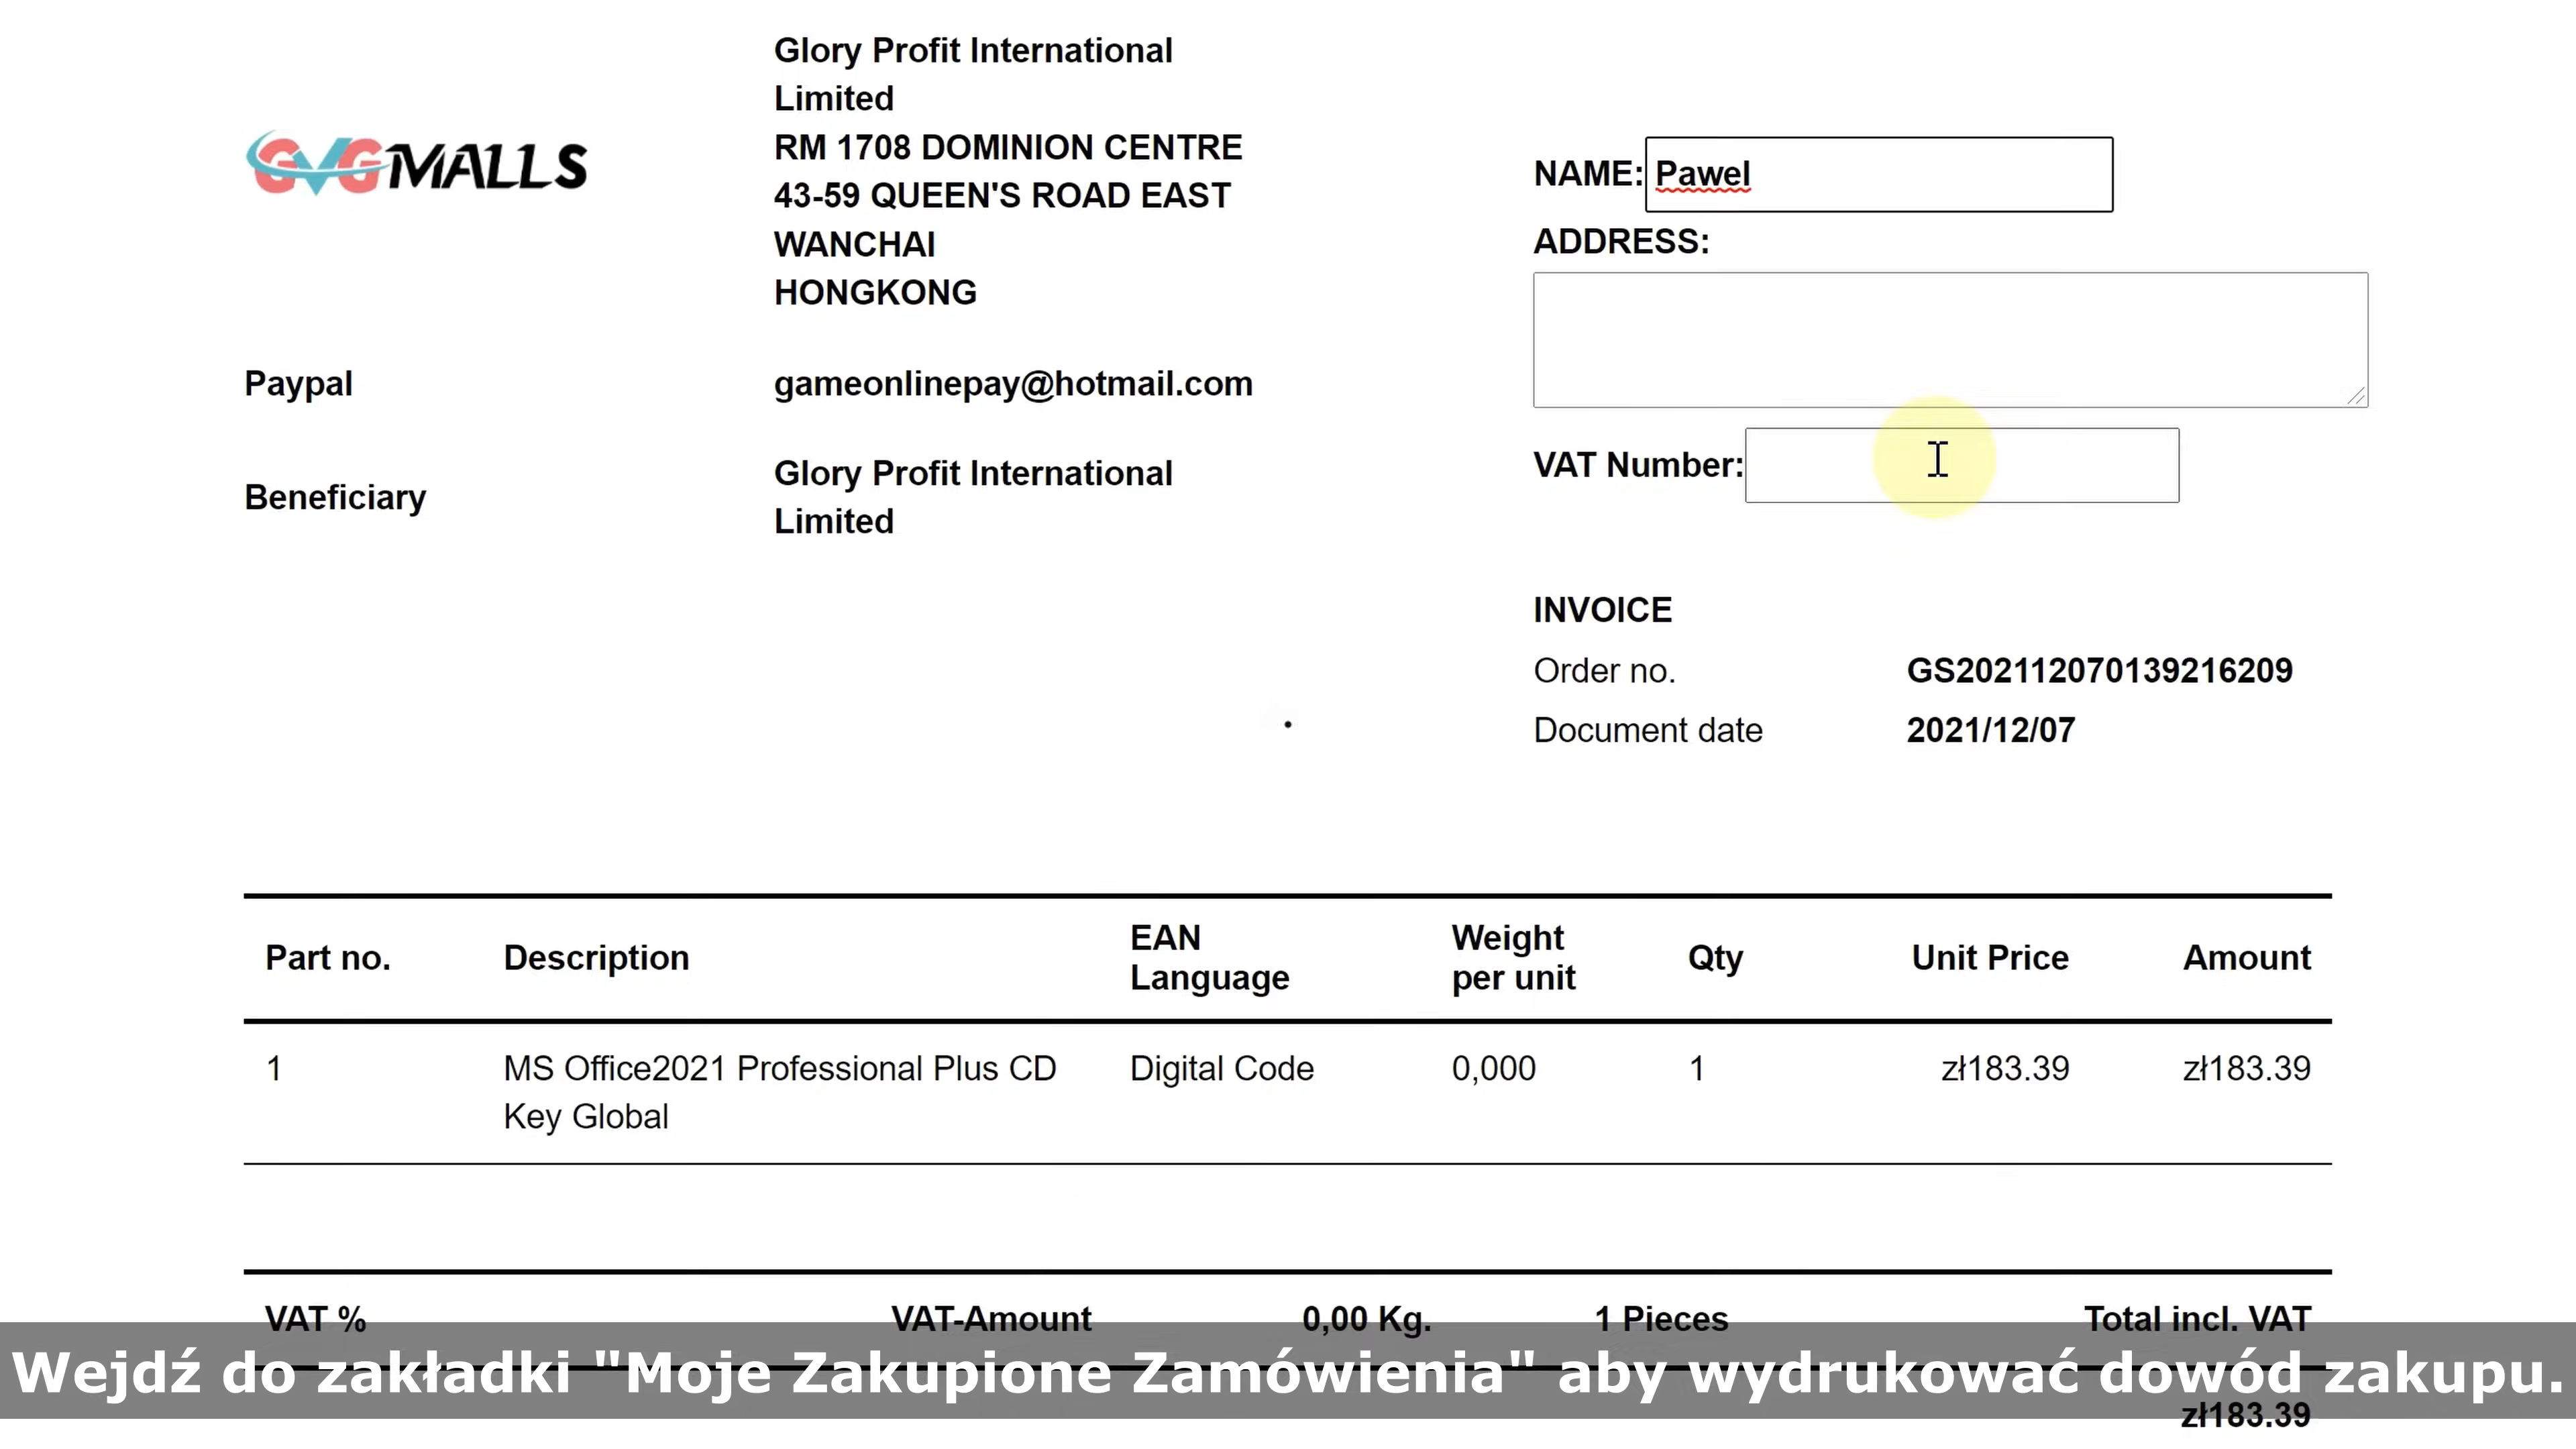 GVGMALLS
Glory Profit International
Limited
RM 1708 DOMINION CENTRE
43-59 QUEEN'S ROAD EAST
WANCHAI
HONGKONG
Paypal
gameonlinepay@hotmail.com
Beneficiary
Glory Profit International
Limited
NAME: Pawel
ADDRESS:
VAT Number:
INVOICE
Order no. GS202112070139216209
Document date 2021/12/07
Part no. Description EAN Language Weight per unit Qty Unit Price Amount
1 MS Office2021 Professional Plus CD Digital Code 0,000 1 zł183.39 zł183.39
Key Global
VAT % VAT-Amount 0,00 Kg. 1 Pieces Total incl. VAT
Wejdź do zakładki "Moje Zakupione Zamówienia" aby wydrukować dowód zakupu.
zł183.39